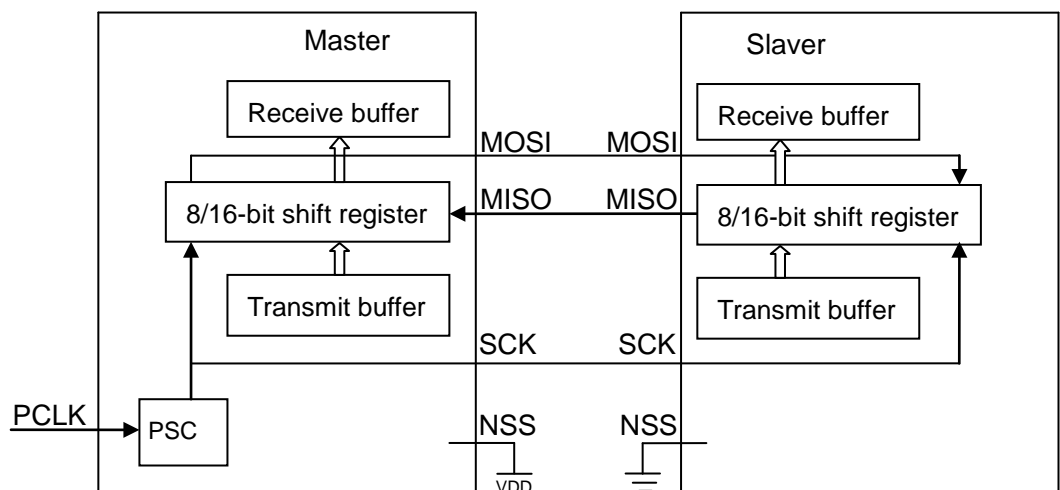 Master
Slaver
Receive buffer
Receive buffer
MOSI
MOSI
8/16-bit shift register
MISO
MISO
8/16-bit shift register
Transmit buffer
Transmit buffer
SCK
SCK
PCLK
PSC
NSS
NSS
VDD